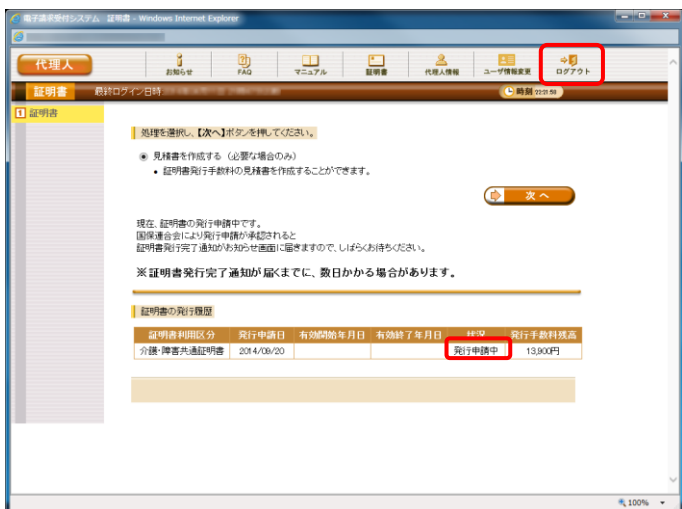 電子請求受付システム 証明書 - Windows Internet Explorer
代理人
お知らせ FAQ マニュアル 証明書 代理人情報 ユーザ情報変更 ログアウト
証明書 最終ログイン日時 時刻 22:21:58
1 証明書
処理を選択し、【次へ】ボタンを押してください。
見積書を作成する (必要な場合のみ)
• 証明書発行手数料の見積書を作成することができます。
次へ
現在、証明書の発行申請中です。
国保連合会により発行申請が承認されると
証明書発行完了通知がお知らせ画面に届きますので、しばらくお待ちください。
※証明書発行完了通知が届くまでに、数日かかる場合があります。
証明書の発行履歴
証明書利用区分 発行申請日 有効開始年月日 有効終了年月日 状況 発行手数料残高
介護・障害共通証明書 2014/09/20 発行申請中 13,900円
100%